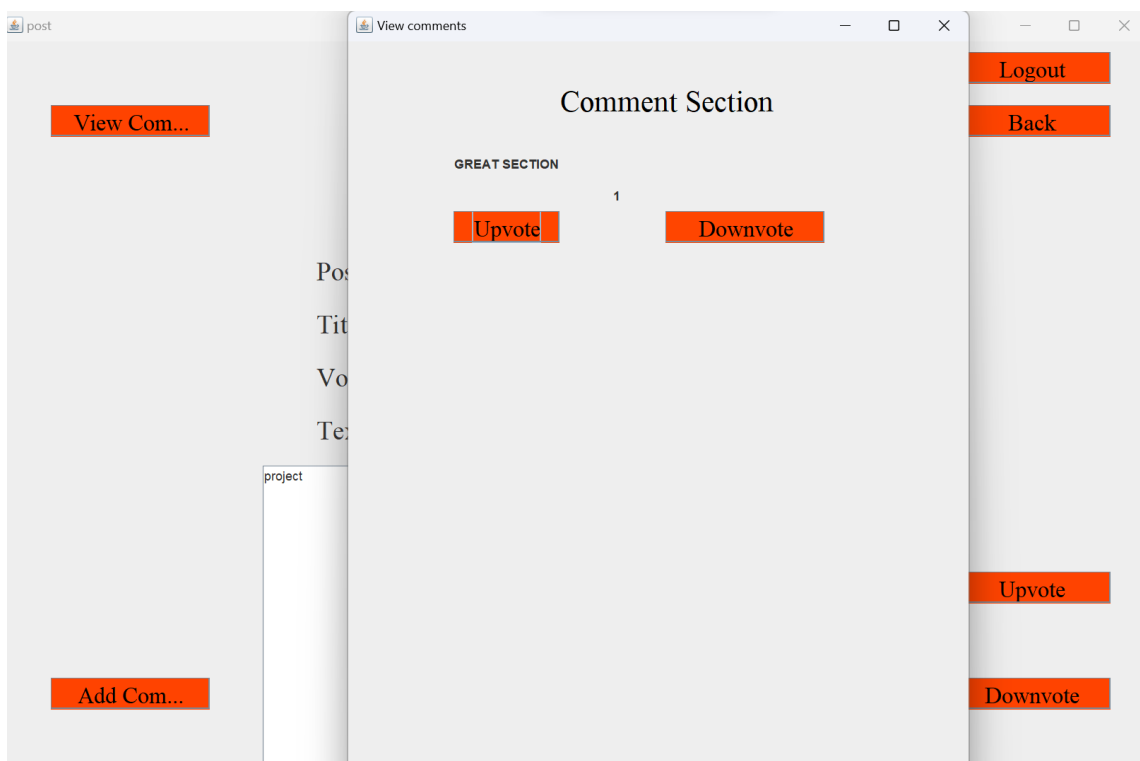 post
View comments
Logout
Comment Section
View Com...
Back
GREAT SECTION
1
Upvote
Downvote
Pos
Tit
Vo
Te
project
Upvote
Add Com...
Downvote